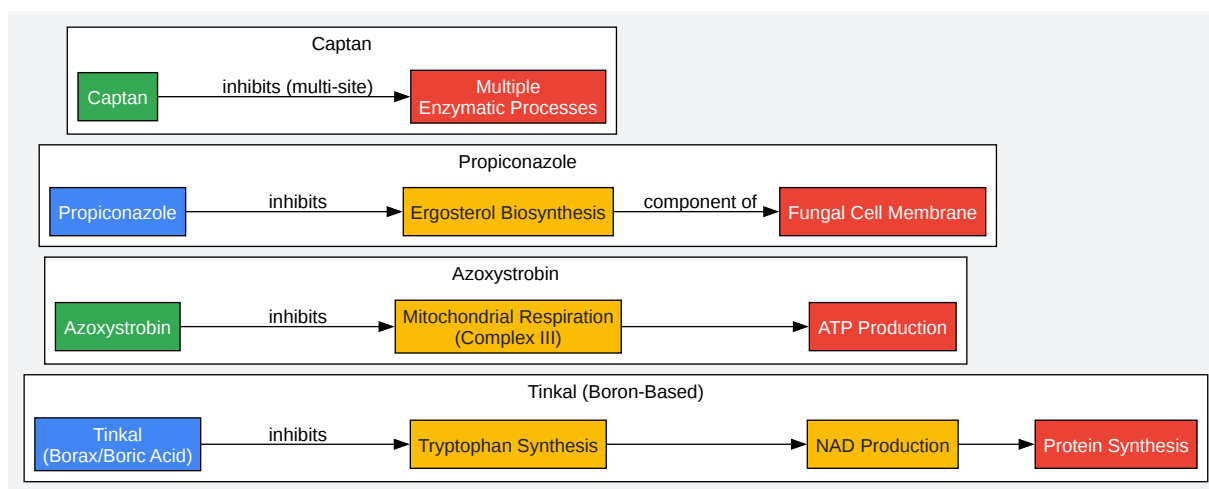 Captan
Captan
inhibits (multi-site)
Multiple
Enzymatic Processes
Propiconazole
Propiconazole
inhibits
Ergosterol Biosynthesis
component of
Fungal Cell Membrane
Azoxystrobin
Azoxystrobin
inhibits
Mitochondrial Respiration
(Complex III)
ATP Production
Tinkal (Boron-Based)
Tinkal
(Borax/Boric Acid)
inhibits
Tryptophan Synthesis
NAD Production
Protein Synthesis